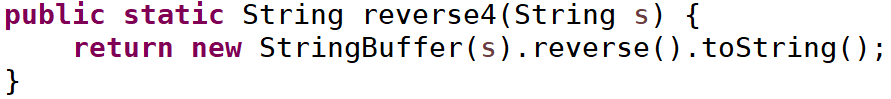 public static String reverse4(String s) {
    return new StringBuffer(s).reverse().toString();
}